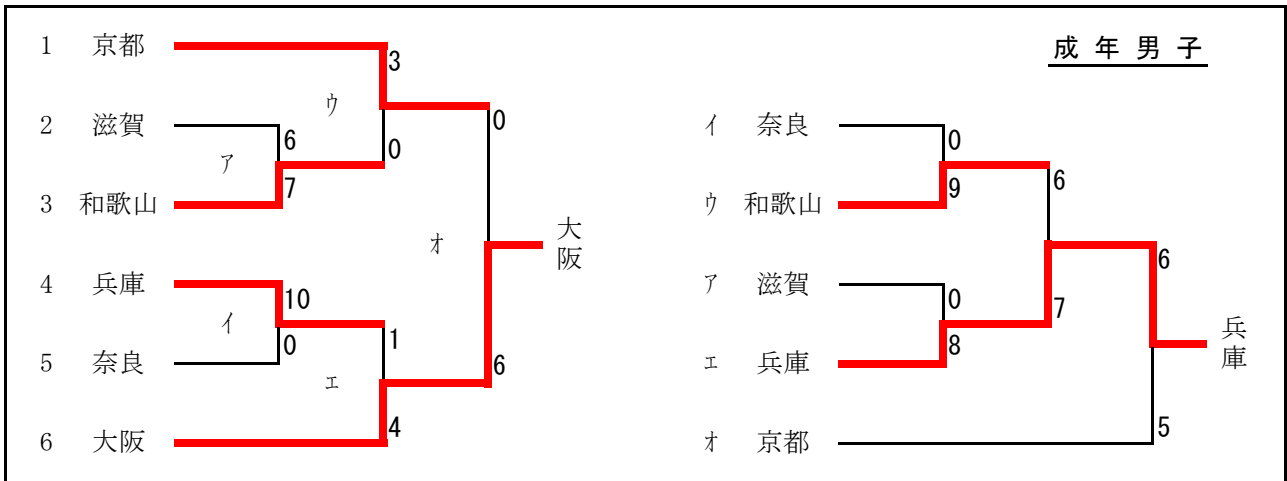 成年男子
1 京都
2 滋賀
3 和歌山
4 兵庫
5 奈良
6 大阪
ア
6
7
イ
10
0
ウ
3
0
エ
1
4
オ
0
6
大阪
イ 奈良
ウ 和歌山
ア 滋賀
エ 兵庫
オ 京都
0
9
0
8
6
7
6
5
兵庫